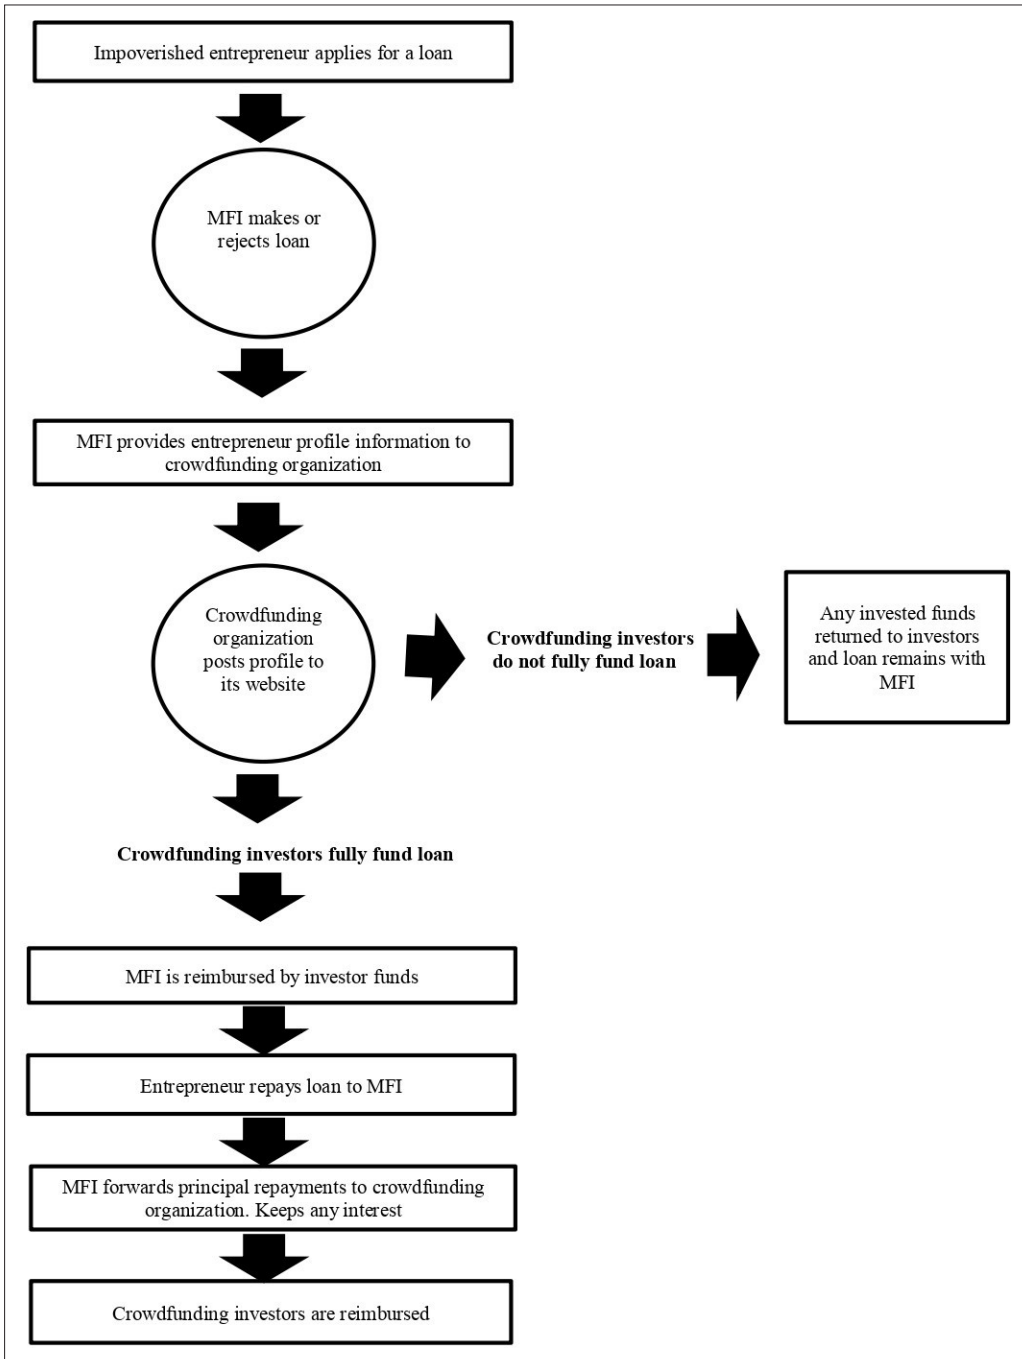 Impoverished entrepreneur applies for a loan
MFI makes or
rejects loan
MFI provides entrepreneur profile information to
crowdfunding organization
Crowdfunding
organization
posts profile to
its website
Crowdfunding investors
do not fully fund loan
Any invested funds
returned to investors
and loan remains with
MFI
Crowdfunding investors fully fund loan
MFI is reimbursed by investor funds
Entrepreneur repays loan to MFI
MFI forwards principal repayments to crowdfunding
organization. Keeps any interest
Crowdfunding investors are reimbursed